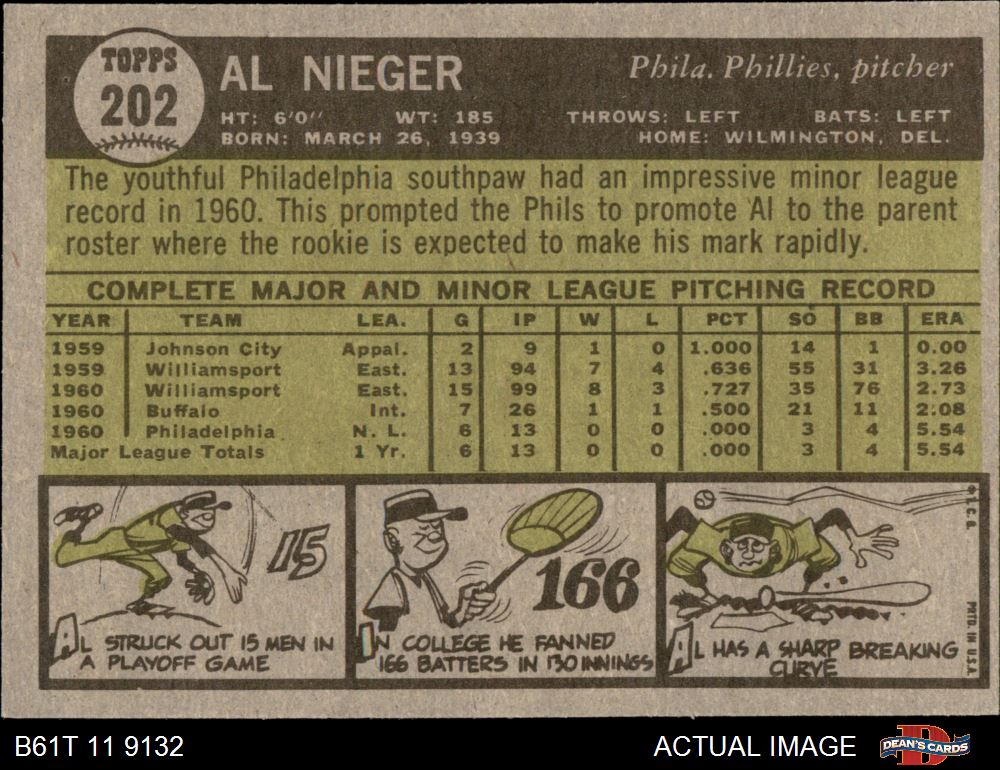 TOPPS
202
AL NIEGER
Phila. Phillies, pitcher
HT: 6'0"
WT: 185
THROWS: LEFT
BATS: LEFT
BORN: MARCH 26, 1939
HOME: WILMINGTON, DEL.
The youthful Philadelphia southpaw had an impressive minor league
record in 1960. This prompted the Phils to promote Al to the parent
roster where the rookie is expected to make his mark rapidly.
COMPLETE MAJOR AND MINOR LEAGUE PITCHING RECORD
YEAR TEAM LEA. G IP W L PCT SO BB ERA
1959 Johnson City Appal. 2 9 1 0 1.000 14 1 0.00
1959 Williamsport East. 13 94 7 4 .636 55 31 3.26
1960 Williamsport East. 15 99 8 3 .727 35 76 2.73
1960 Buffalo Int. 7 26 1 1 .500 21 11 2.08
1960 Philadelphia N. L. 6 13 0 0 .000 3 4 5.54
Major League Totals 1 Yr. 6 13 0 0 .000 3 4 5.54
15
AL STRUCK OUT 15 MEN IN
A PLAYOFF GAME
166
IN COLLEGE HE FANNED
166 BATTERS IN 130 INNINGS
AL HAS A SHARP BREAKING
CURVE
© T.C.G.
PRTD. IN U.S.A.
B61T 11 9132
ACTUAL IMAGE
DEAN'S CARDS